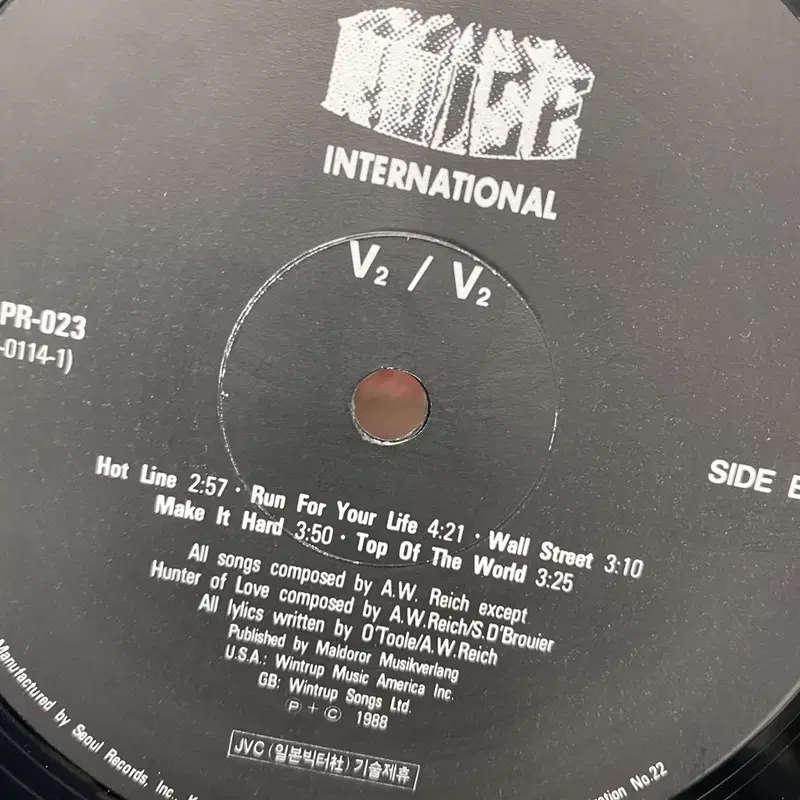 NOISE
INTERNATIONAL
V₂ / V₂
PR-023
-0114-1)
SIDE B
Hot Line 2:57 · Run For Your Life 4:21 · Wall Street 3:10
Make It Hard 3:50 · Top Of The World 3:25
All songs composed by A.W. Reich except
Hunter of Love composed by A.W.Reich/S.D'Brouier
All lylics written by O'Toole/A.W.Reich
Published by Maldoror Musikverlang
U.S.A.: Wintrup Music America Inc.
GB: Wintrup Songs Ltd.
℗ + © 1988
JVC (일본빅터社) 기술제휴
Manufactured by Seoul Records, Inc.,
ation No.22